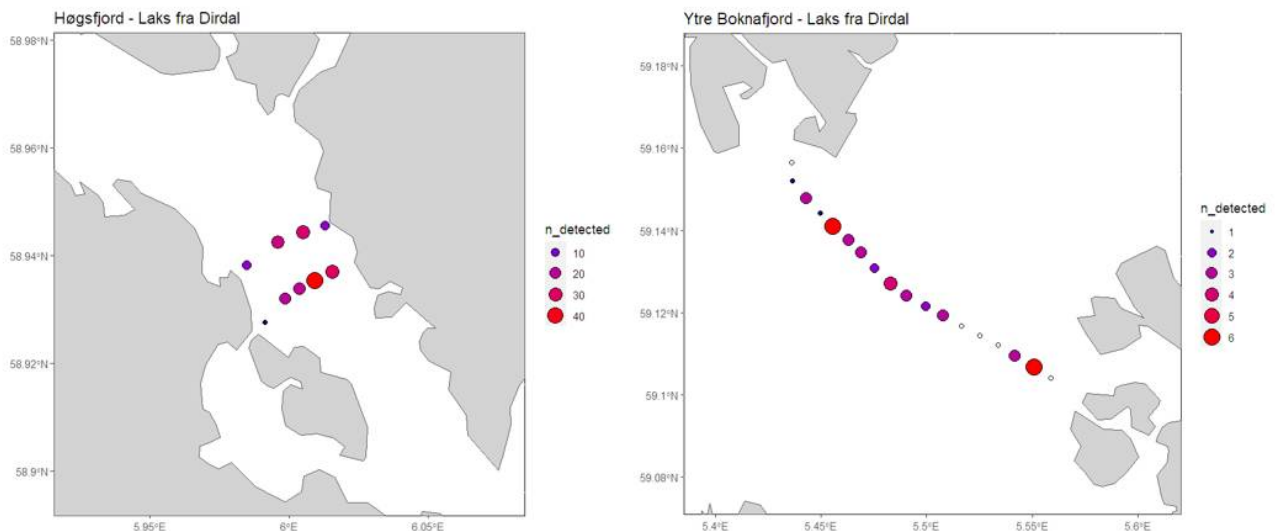 Høgsfjord - Laks fra Dirdal
58.98°N
58.96°N
58.94°N
58.92°N
58.9°N
5.95°E
6°E
6.05°E
n_detected
10
20
30
40
Ytre Boknafjord - Laks fra Dirdal
59.18°N
59.16°N
59.14°N
59.12°N
59.1°N
59.08°N
5.4°E
5.45°E
5.5°E
5.55°E
5.6°E
n_detected
1
2
3
4
5
6